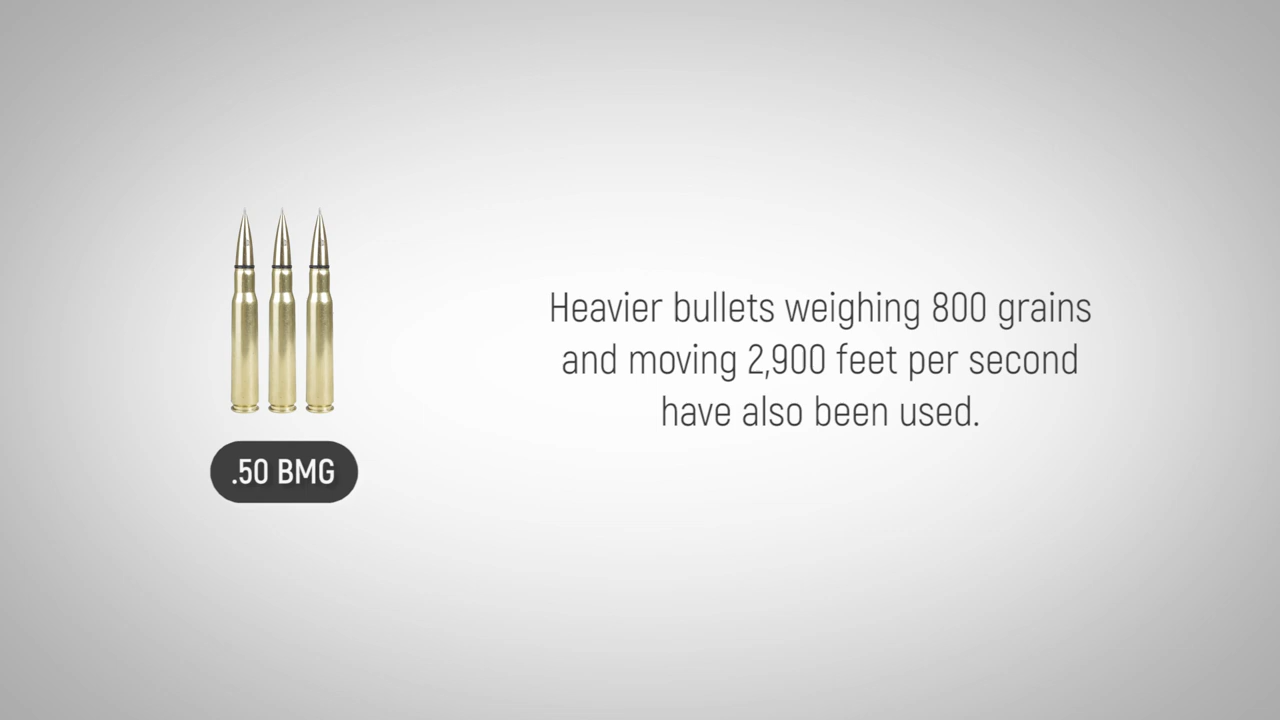 Heavier bullets weighing 800 grains
and moving 2,900 feet per second
have also been used.
.50 BMG